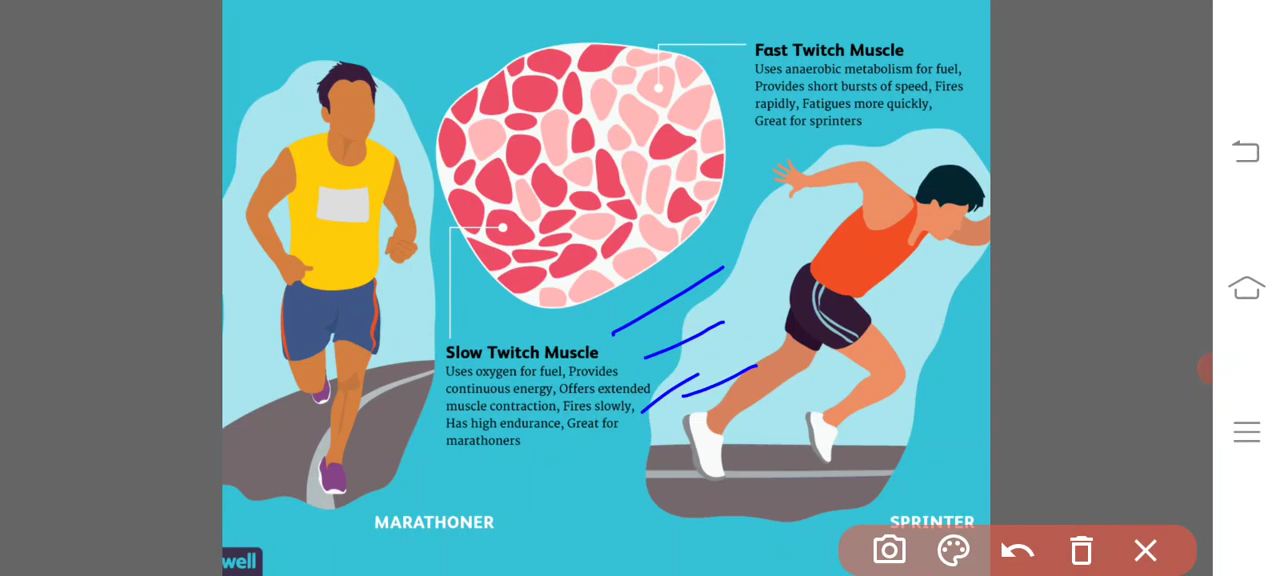 Fast Twitch Muscle
Uses anaerobic metabolism for fuel,
Provides short bursts of speed, Fires
rapidly, Fatigues more quickly,
Great for sprinters
Slow Twitch Muscle
Uses oxygen for fuel, Provides
continuous energy, Offers extended
muscle contraction, Fires slowly,
Has high endurance, Great for
marathoners
MARATHONER
SPRINTER
well